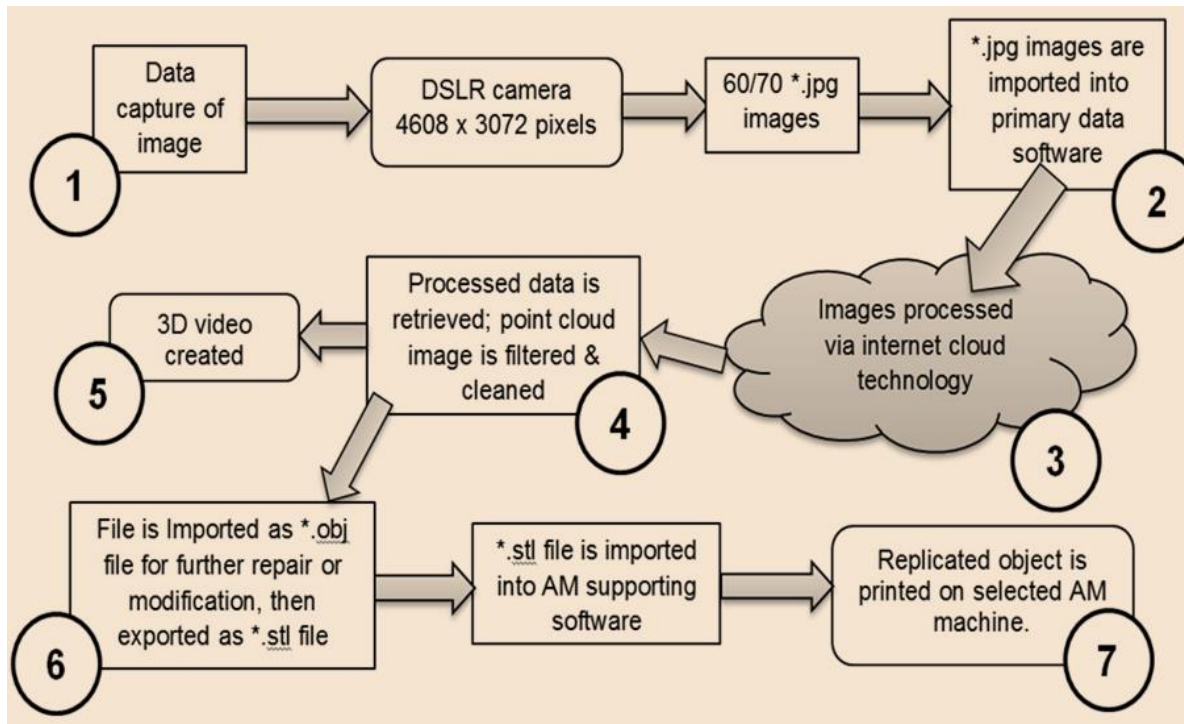 Data
capture of
image
1
DSLR camera
4608 x 3072 pixels
60/70 *.jpg
images
*.jpg images are
imported into
primary data
software
2
Images processed
via internet cloud
technology
3
Processed data is
retrieved; point cloud
image is filtered &
cleaned
4
3D video
created
5
File is Imported as *.obj
file for further repair or
modification, then
exported as *.stl file
6
*.stl file is imported
into AM supporting
software
Replicated object is
printed on selected AM
machine.
7